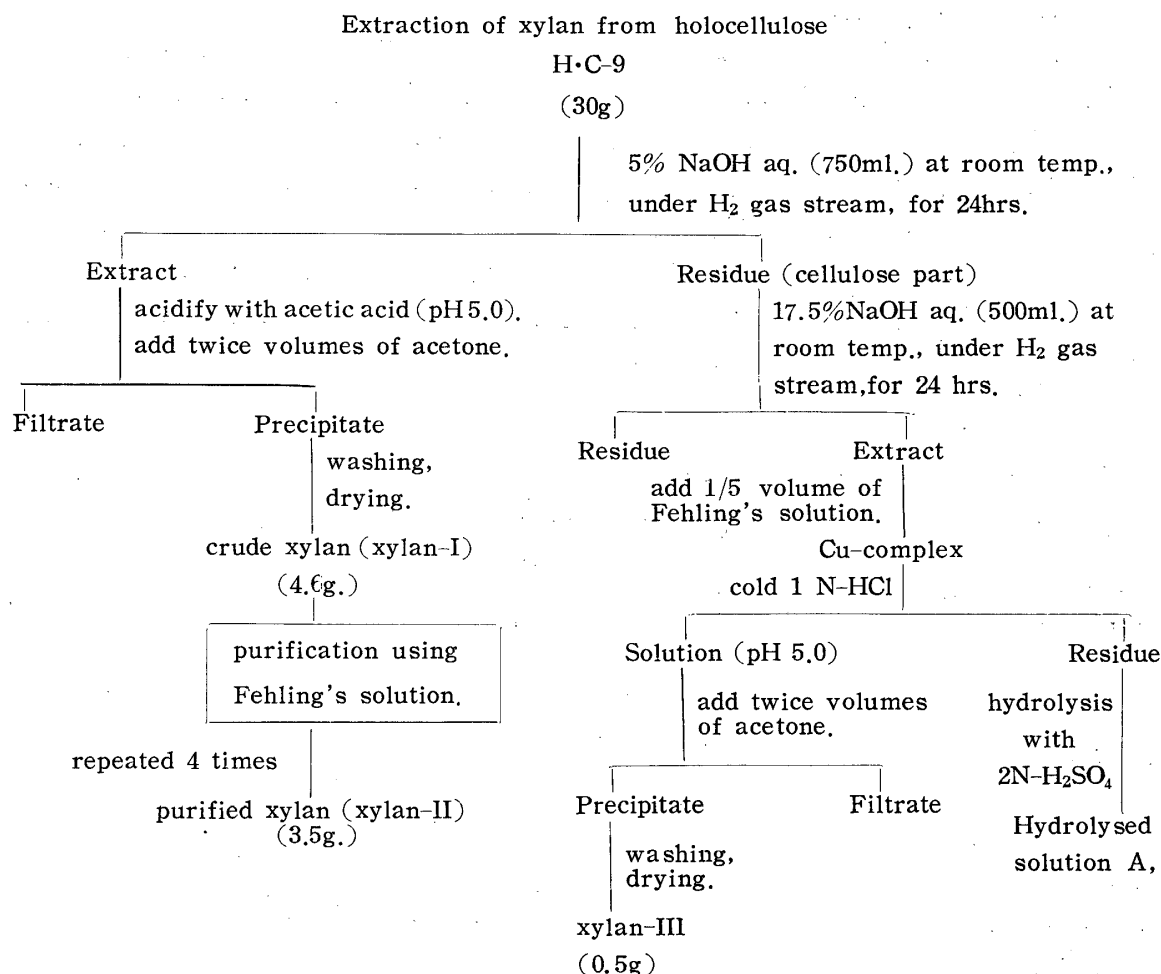 Extraction of xylan from holocellulose
H·C-9
(30g)
5% NaOH aq. (750ml.) at room temp.,
under H₂ gas stream, for 24hrs.
Extract
acidify with acetic acid (pH 5.0).
add twice volumes of acetone.
Filtrate
Precipitate
washing,
drying.
crude xylan (xylan-I)
(4.6g.)
purification using
Fehling's solution.
repeated 4 times
purified xylan (xylan-II)
(3.5g.)
Residue (cellulose part)
17.5%NaOH aq. (500ml.) at
room temp., under H₂ gas
stream, for 24 hrs.
Residue
Extract
add 1/5 volume of
Fehling's solution.
Cu-complex
cold 1 N-HCl
Solution (pH 5.0)
add twice volumes
of acetone.
Precipitate
Filtrate
washing,
drying.
xylan-III
(0.5g)
Residue
hydrolysis
with
2N-H₂SO₄
Hydrolysed
solution A,